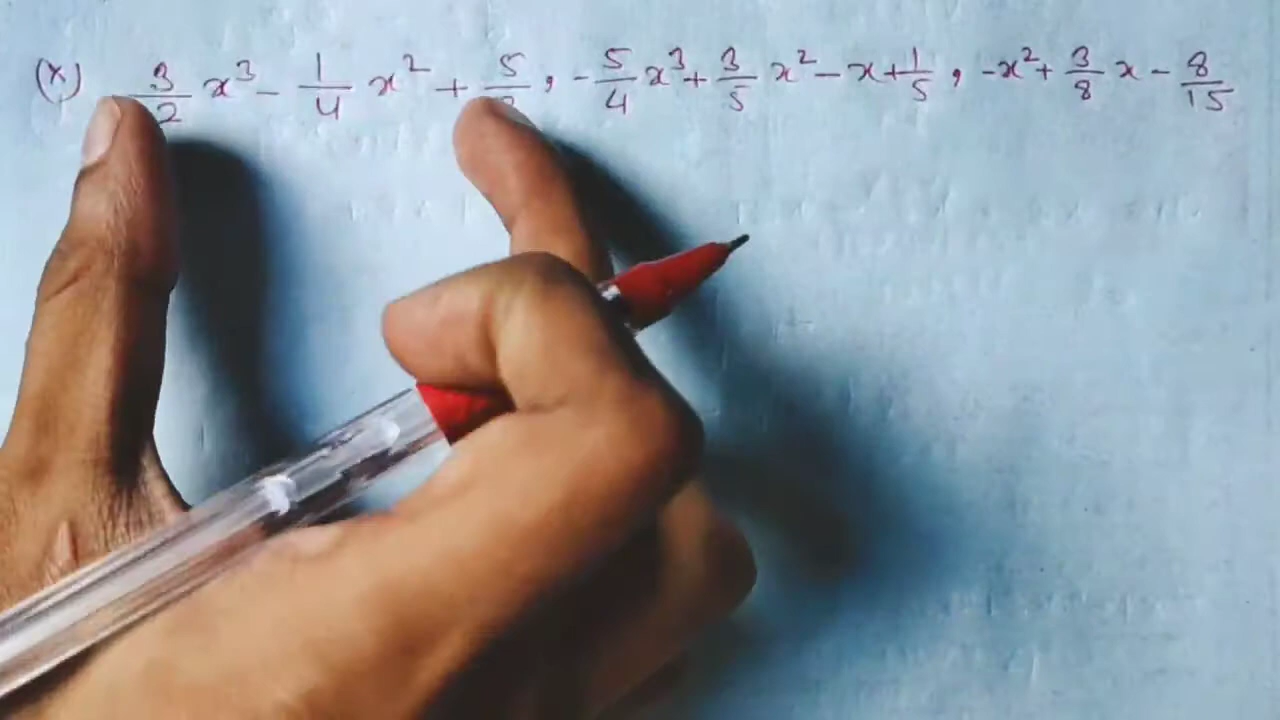 (x) 3/2 x³ - 1/4 x² + 5/ , - 5/4 x³ + 3/5 x² - x + 1/5 , -x² + 3/8 x - 8/15